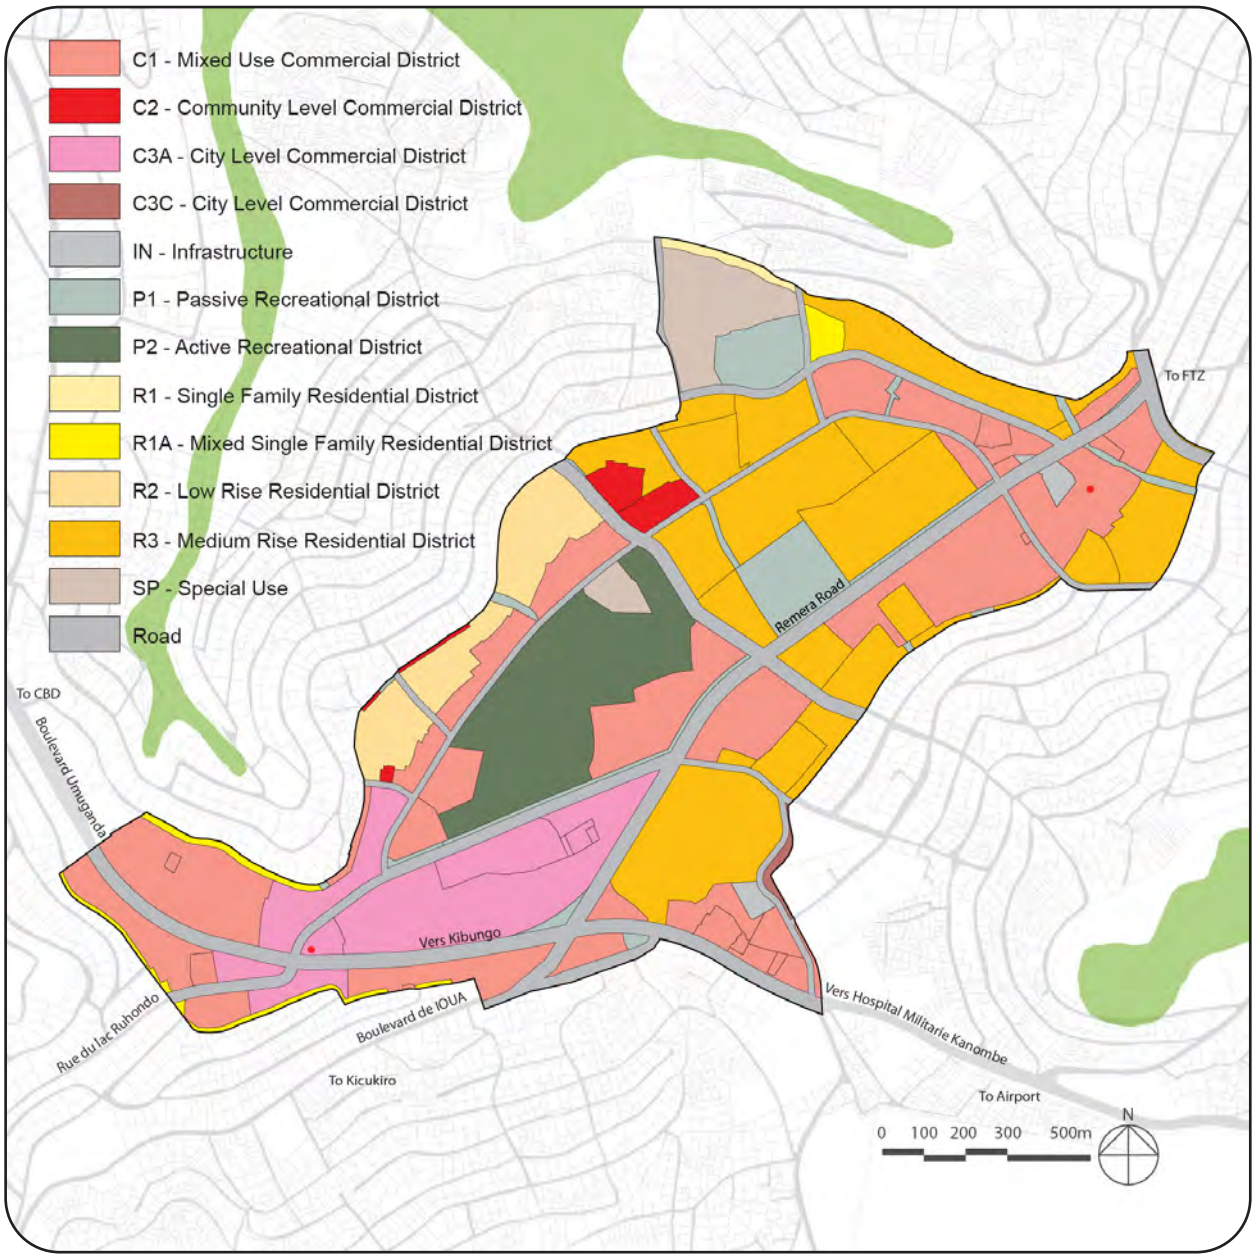 C1 - Mixed Use Commercial District
C2 - Community Level Commercial District
C3A - City Level Commercial District
C3C - City Level Commercial District
IN - Infrastructure
P1 - Passive Recreational District
P2 - Active Recreational District
R1 - Single Family Residential District
R1A - Mixed Single Family Residential District
R2 - Low Rise Residential District
R3 - Medium Rise Residential District
SP - Special Use
Road
To FTZ
Remera Road
To CBD
Boulevard Umuganda
Vers Kibungo
Rue du lac Ruhondo
Boulevard de IOUA
Vers Hospital Militarie Kanombe
To Kicukiro
To Airport
N
0 100 200 300 500m